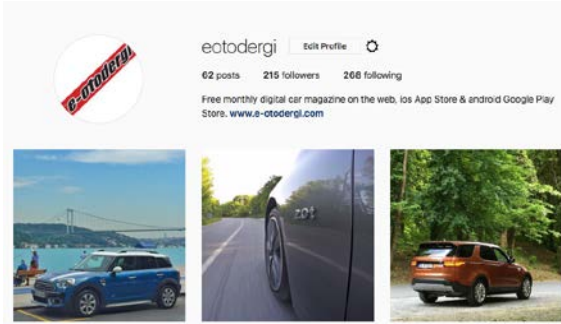 e-otodergi
eotodergi Edit Profile
62 posts 215 followers 268 following
Free monthly digital car magazine on the web, ios App Store & android Google Play
Store. www.e-otodergi.com
2.0t